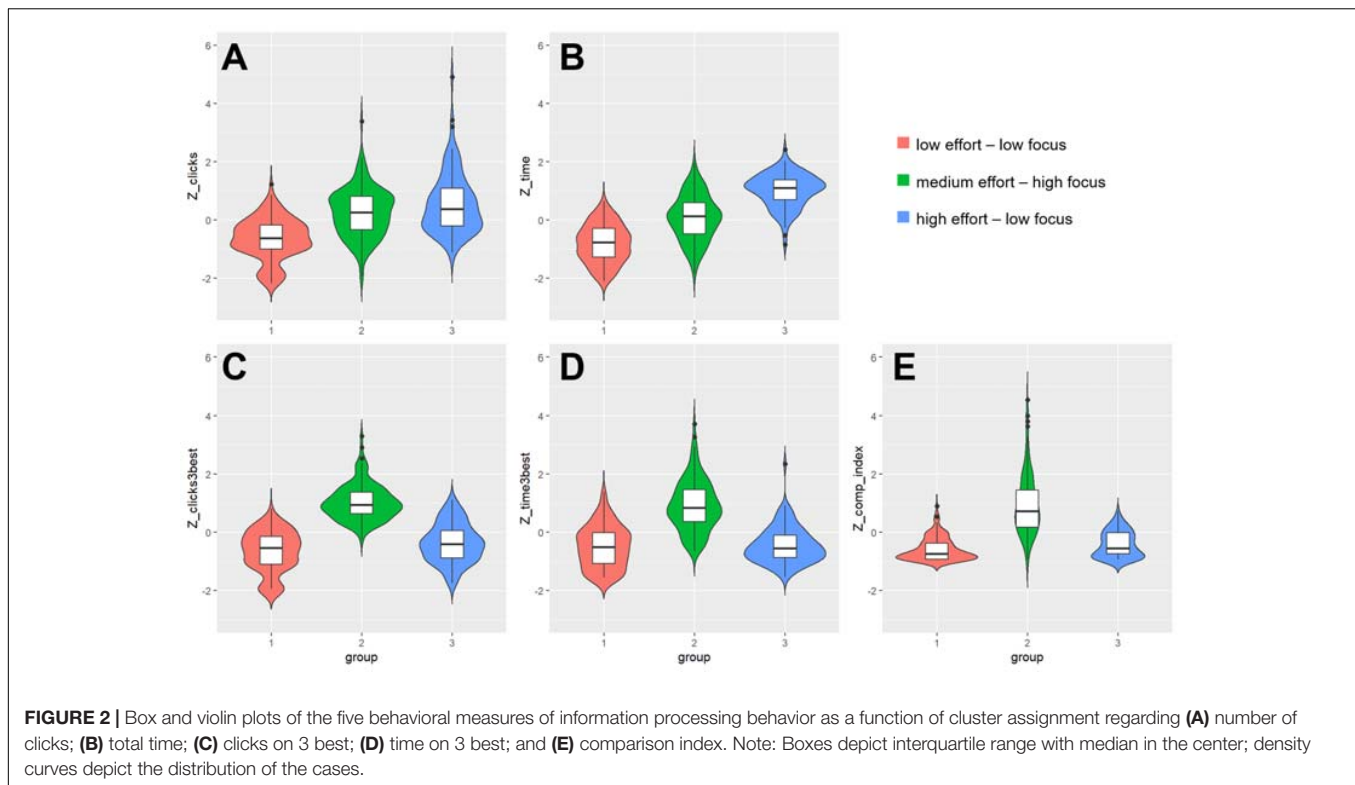 A
6
4
2
0
-2
Z_clicks
1
2
3
B
6
4
2
0
-2
Z_time
1
2
3
low effort – low focus
medium effort – high focus
high effort – low focus
C
6
4
2
0
-2
Z_clicks3best
1
2
3
group
D
6
4
2
0
-2
Z_time3best
1
2
3
group
E
6
4
2
0
-2
Z_comp_index
1
2
3
group
FIGURE 2 | Box and violin plots of the five behavioral measures of information processing behavior as a function of cluster assignment regarding (A) number of
clicks; (B) total time; (C) clicks on 3 best; (D) time on 3 best; and (E) comparison index. Note: Boxes depict interquartile range with median in the center; density
curves depict the distribution of the cases.